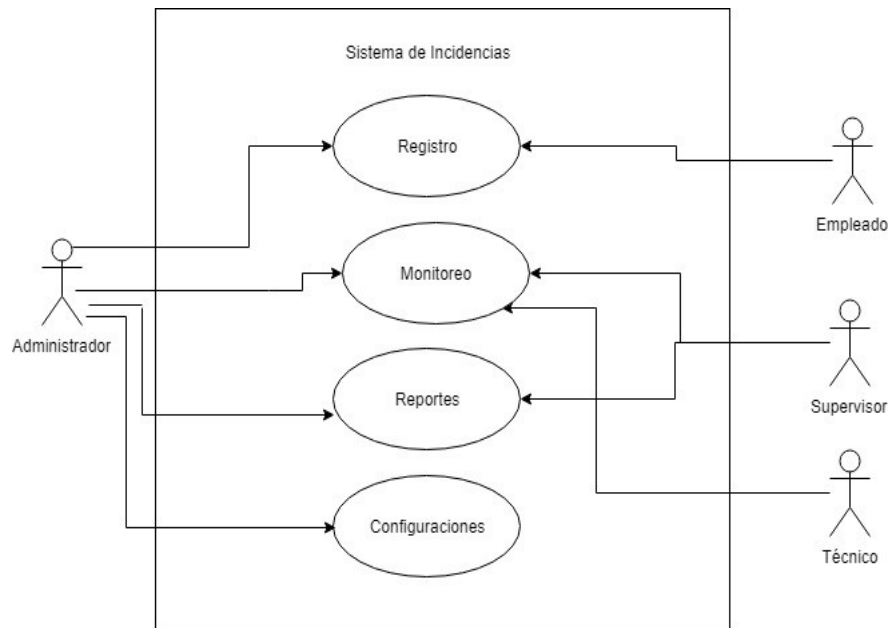 Sistema de Incidencias
Registro
Empleado
Monitoreo
Administrador
Reportes
Supervisor
Configuraciones
Técnico